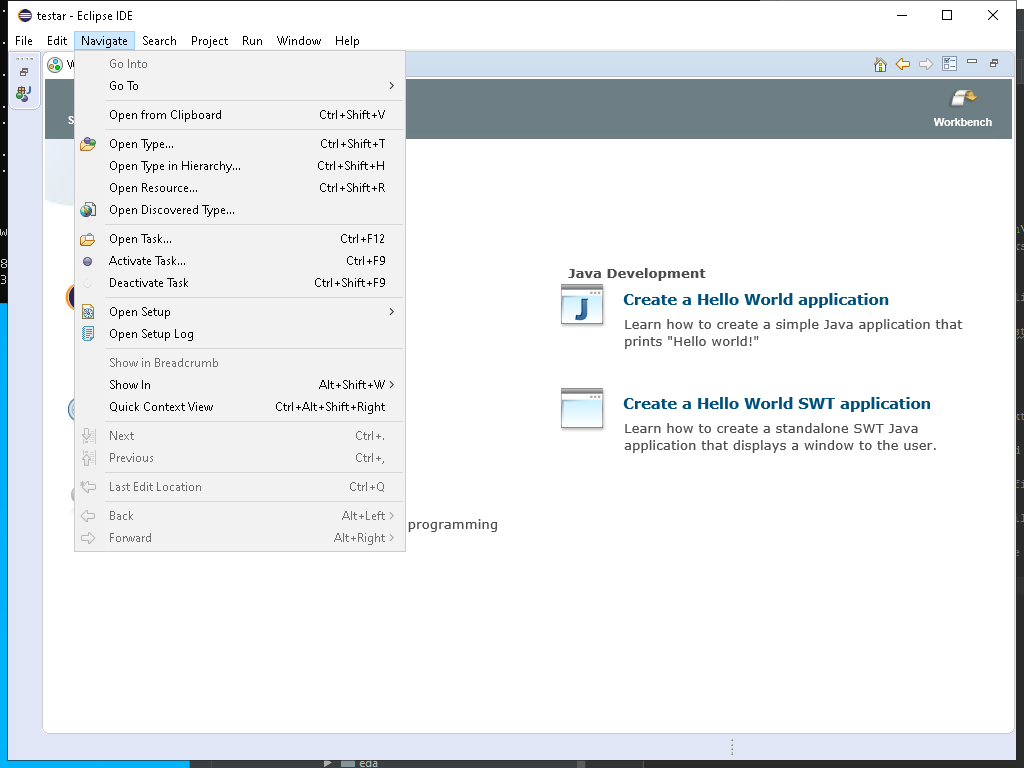 testar - Eclipse IDE
File Edit Navigate Search Project Run Window Help
Go Into
Go To
Open from Clipboard Ctrl+Shift+V
Open Type... Ctrl+Shift+T
Open Type in Hierarchy... Ctrl+Shift+H
Open Resource... Ctrl+Shift+R
Open Discovered Type...
Open Task... Ctrl+F12
Activate Task... Ctrl+F9
Deactivate Task Ctrl+Shift+F9
Open Setup
Open Setup Log
Show in Breadcrumb
Show In Alt+Shift+W
Quick Context View Ctrl+Alt+Shift+Right
Next Ctrl+.
Previous Ctrl+,
Last Edit Location Ctrl+Q
Back Alt+Left
Forward Alt+Right
Workbench
Java Development
Create a Hello World application
Learn how to create a simple Java application that
prints "Hello world!"
Create a Hello World SWT application
Learn how to create a standalone SWT Java
application that displays a window to the user.
programming
eda